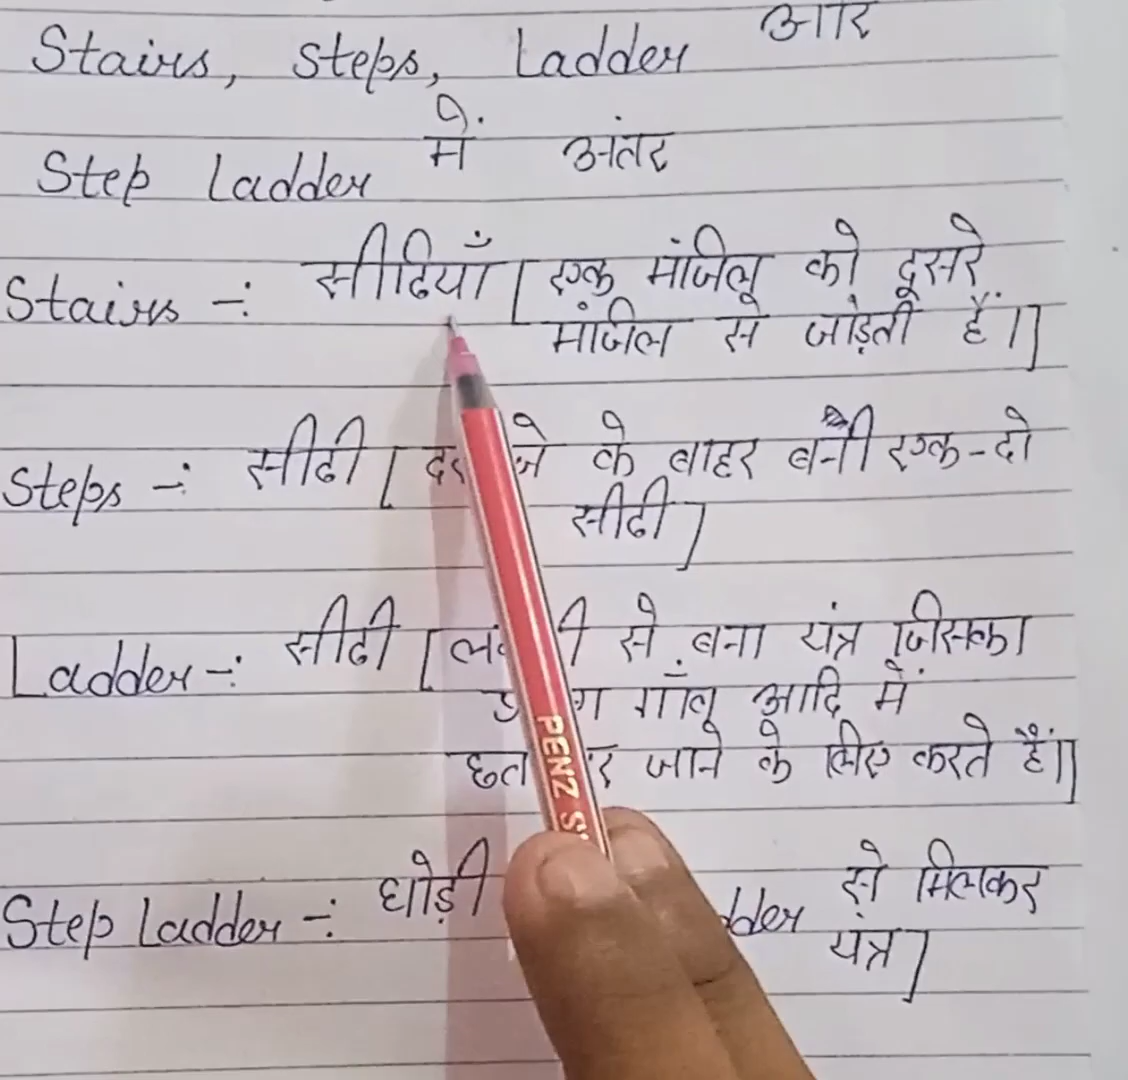 Stairs, Steps, Ladder और
Step Ladder में अंतर
Stairs -: सीढियाँ [एक मंजिल को दूसरे
मंजिल से जोड़ती हैं।]
Steps -: सीढी [ के बाहर बनी एक-दो
सीढी]
Ladder -: सीढी [ से बना यंत्र जिसका
गाँव आदि में
छत जाने के लिए करते हैं।]
Step Ladder -: घोड़ी से मिलकर
यंत्र]
PENZ